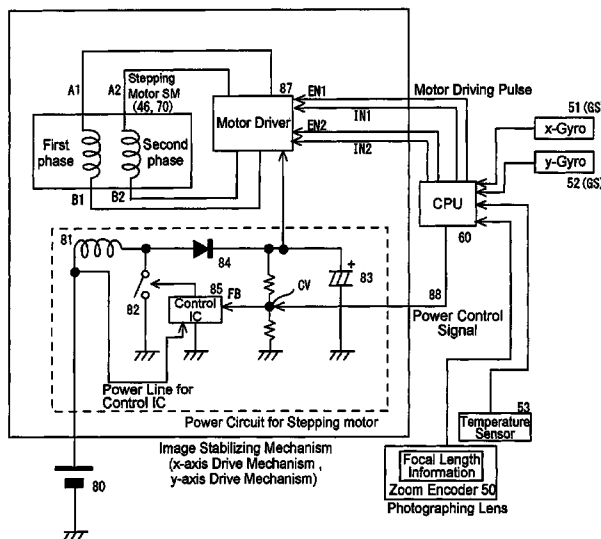 A1
A2
Stepping
Motor SM
(46, 70)
87
Motor Driver
EN1
IN1
EN2
IN2
Motor Driving Pulse
51 (GS)
x-Gyro
y-Gyro
52 (GS)
First
phase
Second
phase
B1
B2
CPU
60
81
84
82
85
Control
IC
FB
CV
83
88
Power Control
Signal
Power Line for
Control IC
Power Circuit for Stepping motor
Image Stabilizing Mechanism
(x-axis Drive Mechanism ,
y-axis Drive Mechanism)
80
53
Temperature
Sensor
Focal Length
Information
Zoom Encoder 50
Photographing Lens